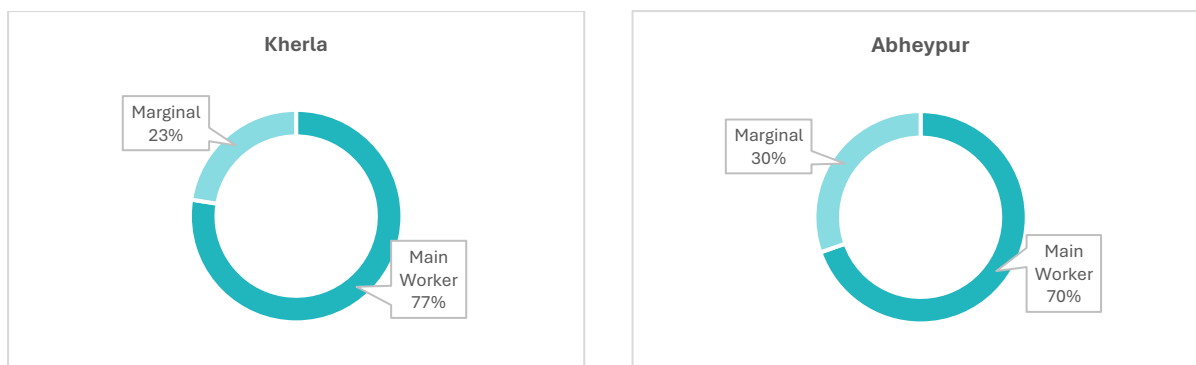 Kherla
Marginal
23%
Main
Worker
77%
Abheypur
Marginal
30%
Main
Worker
70%